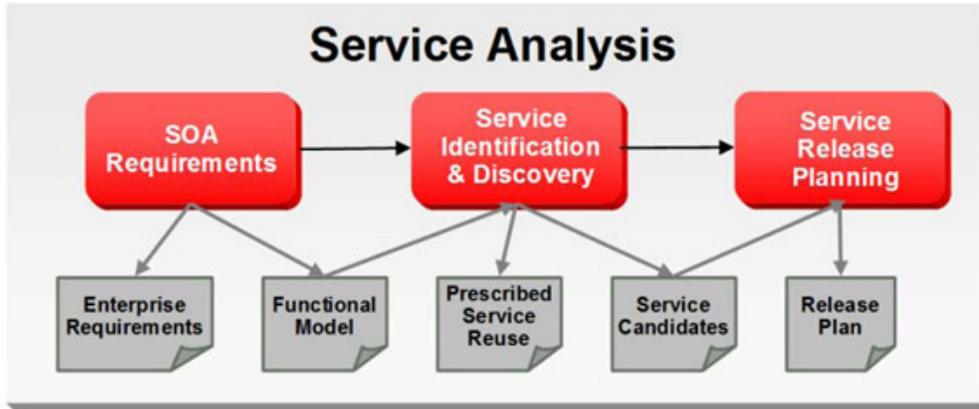 Service Analysis
SOA
Requirements
Service
Identification
& Discovery
Service
Release
Planning
Enterprise
Requirements
Functional
Model
Prescribed
Service
Reuse
Service
Candidates
Release
Plan